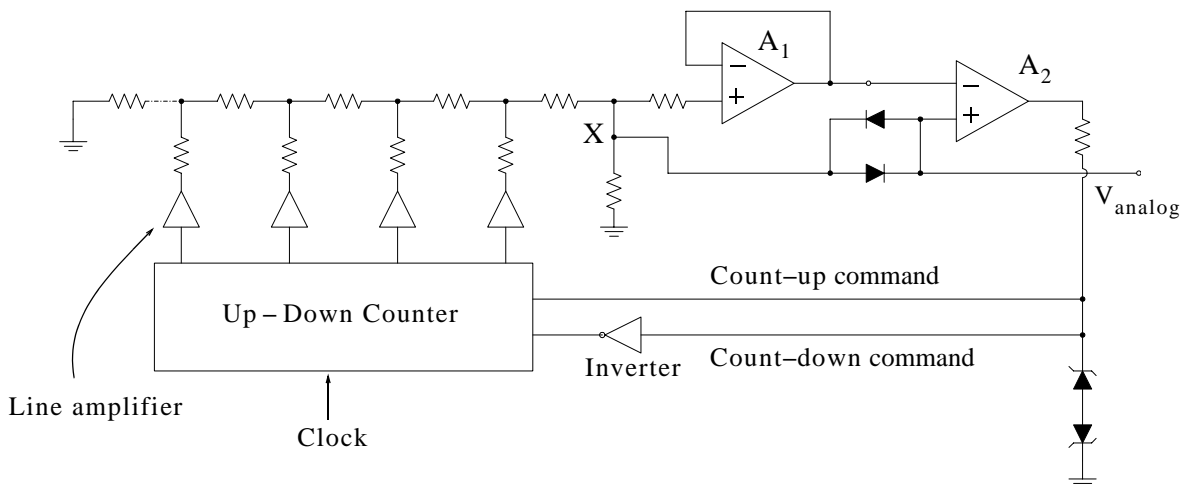 A1
A2
−
+
−
+
X
Vanalog
Count−up command
Up − Down Counter
Count−down command
Inverter
Line amplifier
Clock